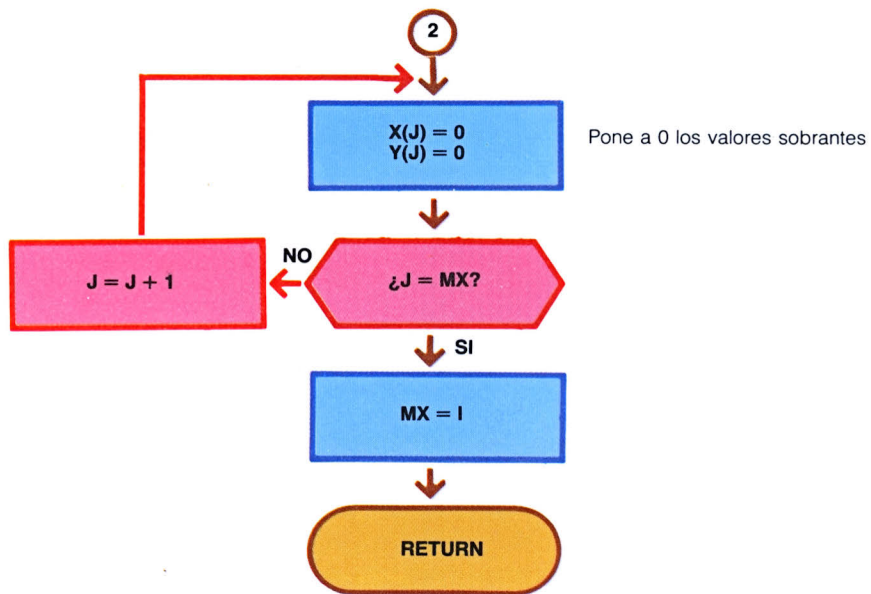 2
X(J) = 0
Y(J) = 0
Pone a 0 los valores sobrantes
NO
J = J + 1
¿J = MX?
SI
MX = I
RETURN